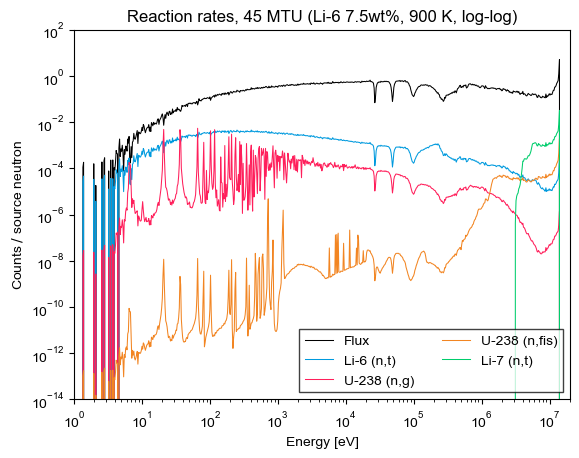 Reaction rates, 45 MTU (Li-6 7.5wt%, 900 K, log-log)
Counts / source neutron
10^2
10^0
10^-2
10^-4
10^-6
10^-8
10^-10
10^-12
10^-14
Flux
Li-6 (n,t)
U-238 (n,g)
U-238 (n,fis)
Li-7 (n,t)
10^0 10^1 10^2 10^3 10^4 10^5 10^6 10^7
Energy [eV]